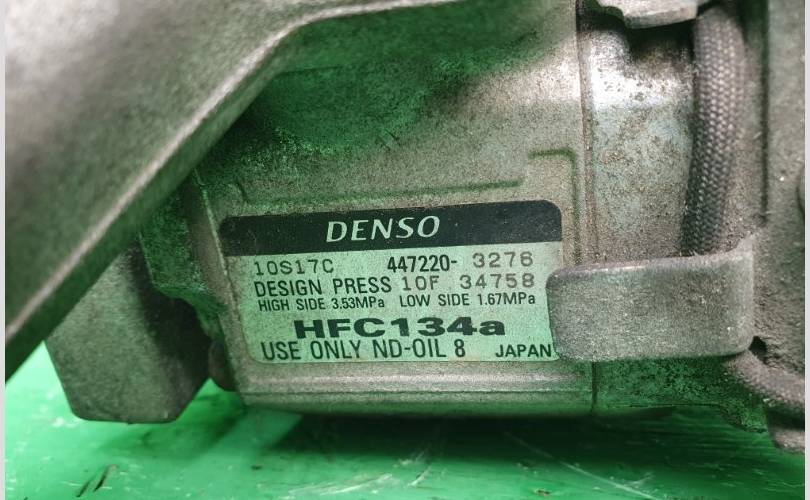 DENSO
10S17C 447220- 3276
DESIGN PRESS 10F 34758
HIGH SIDE 3.53MPa LOW SIDE 1.67MPa
HFC134a
USE ONLY ND-OIL 8 JAPAN